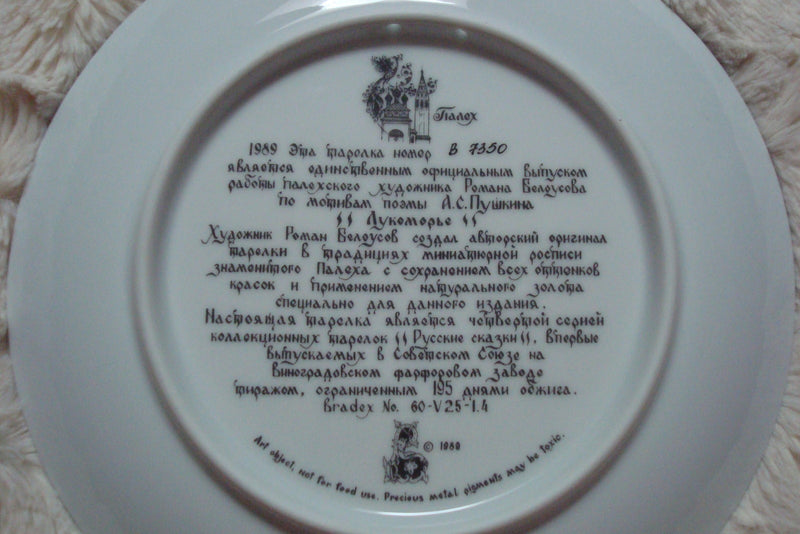 Палех
1989 Эта тарелка номер B 7350
является единственным официальным выпуском
работы палехского художника Романа Белоусова
по мотивам поэмы А.С.Пушкина
"Лукоморье"
Художник Роман Белоусов создал авторский оригинал
тарелки в традициях миниатюрной росписи
знаменитого Палеха с сохранением всех оттенков
красок и применением натурального золота
специально для данного издания.
Настоящая тарелка является четвертой серией
коллекционных тарелок "Русские сказки", впервые
выпускаемых в Советском Союзе на
Виноградовском фарфоровом заводе
тиражом, ограниченным 195 днями обжига.
Bradex No. 60-V25-1.4
© 1989
Art object, not for food use. Precious metal pigments may be toxic.